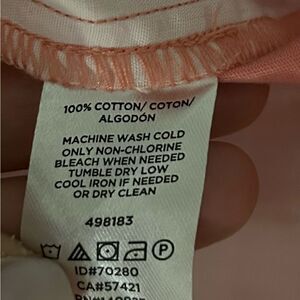 100% COTTON/ COTON/
ALGODÓN
MACHINE WASH COLD
ONLY NON-CHLORINE
BLEACH WHEN NEEDED
TUMBLE DRY LOW
COOL IRON IF NEEDED
OR DRY CLEAN
498183
ID#70280
CA#57421